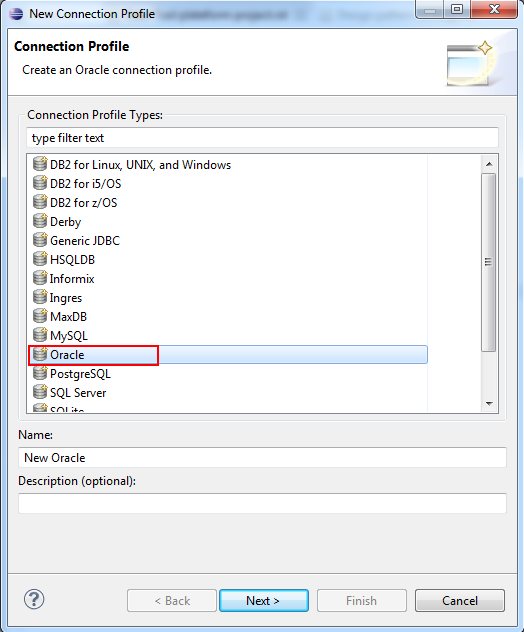 New Connection Profile
Connection Profile
Create an Oracle connection profile.
Connection Profile Types:
type filter text
DB2 for Linux, UNIX, and Windows
DB2 for i5/OS
DB2 for z/OS
Derby
Generic JDBC
HSQLDB
Informix
Ingres
MaxDB
MySQL
Oracle
PostgreSQL
SQL Server
SQLite
Name:
New Oracle
Description (optional):
? < Back Next > Finish Cancel